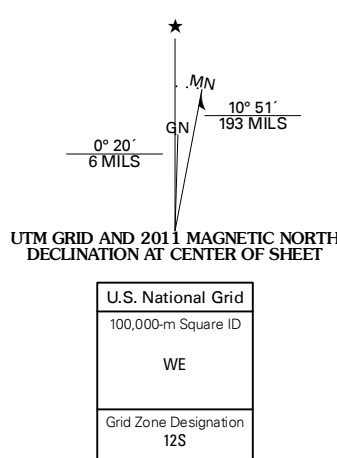 ★
MN
GN
10° 51´
193 MILS
0° 20´
6 MILS
UTM GRID AND 2011 MAGNETIC NORTH
DECLINATION AT CENTER OF SHEET
U.S. National Grid
100,000-m Square ID
WE
Grid Zone Designation
12S